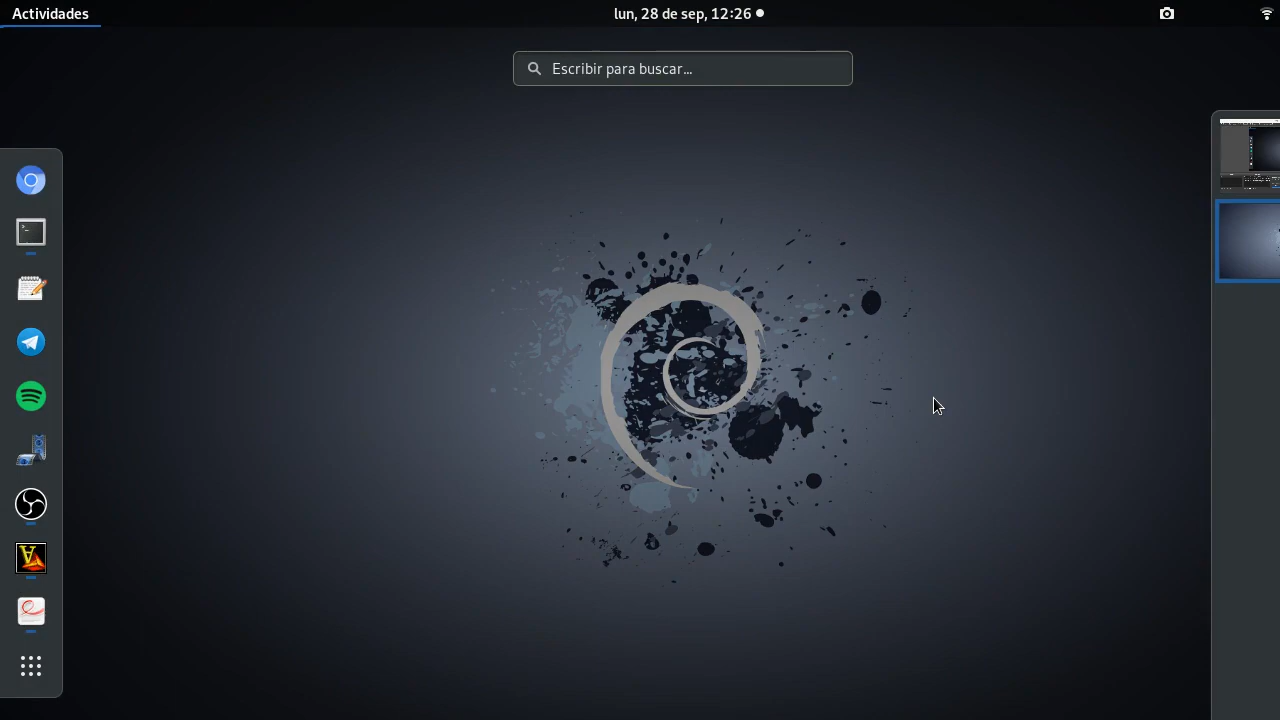 Actividades
lun, 28 de sep, 12:26
Escribir para buscar...